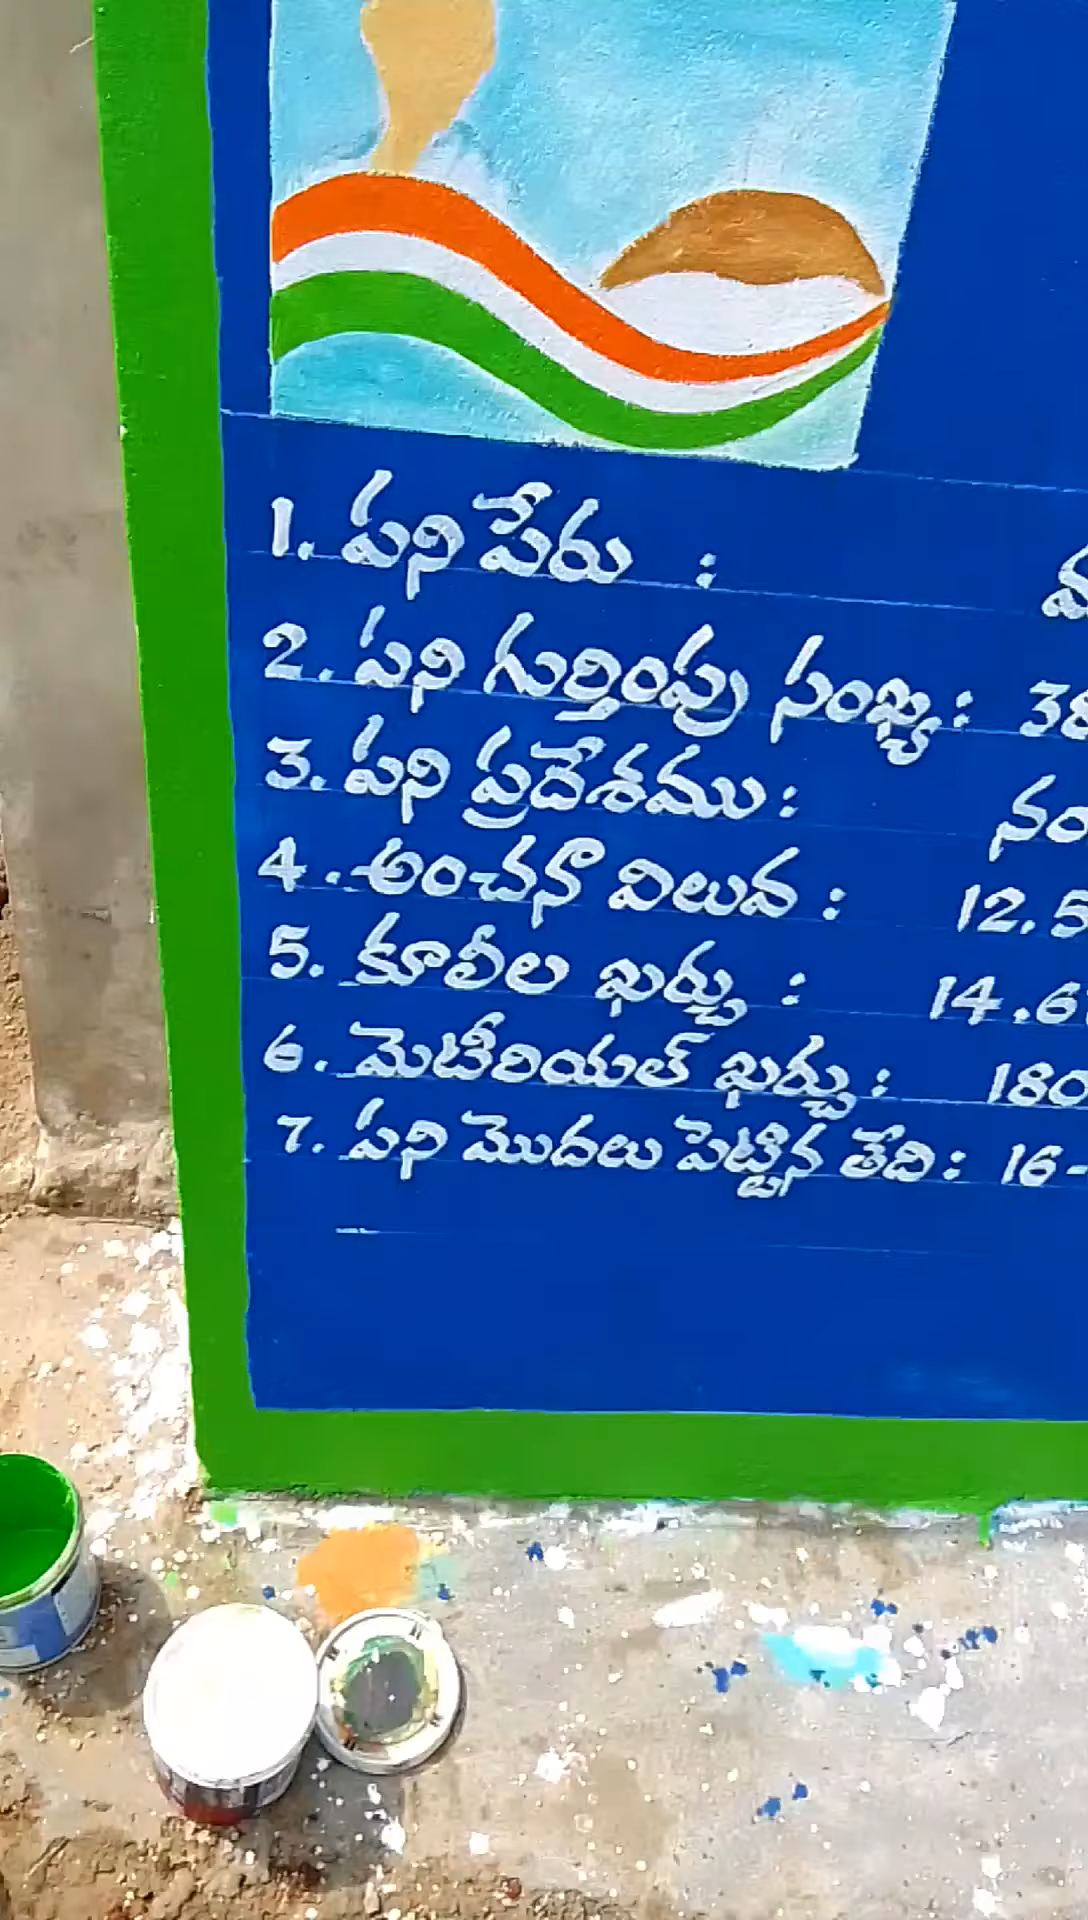 1. పని పేరు :
2. పని గుర్తింపు సంఖ్య : 38
3. పని ప్రదేశము : నం
4. అంచనా విలువ : 12.5
5. కూలీల ఖర్చు : 14.6
6. మెటీరియల్ ఖర్చు : 180
7. పని మొదలు పెట్టిన తేది : 16-